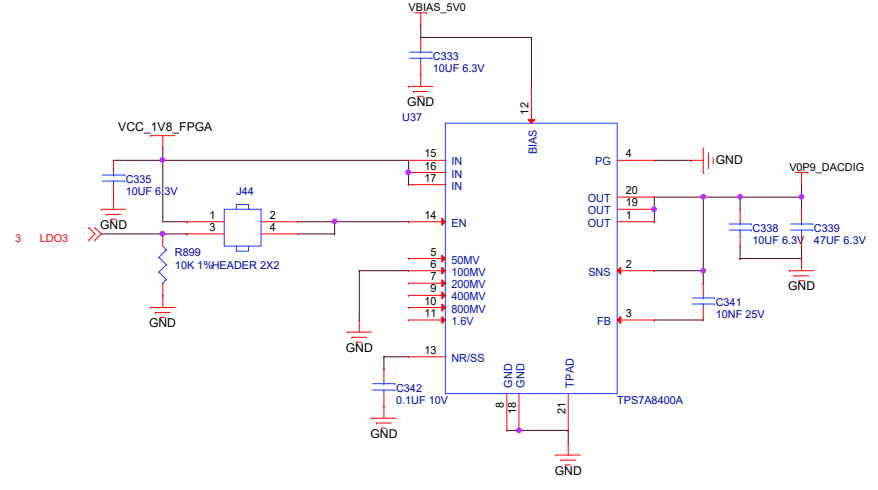 VBIAS_5V0
C333
10UF 6.3V
GND
U37
12
BIAS
VCC_1V8_FPGA
15 IN
16 IN
17 IN
4 PG
GND
V0P9_DACDIG
C335
10UF 6.3V
GND
J44
1 2
3 4
14 EN
20 OUT
19 OUT
1 OUT
C338
10UF 6.3V
C339
47UF 6.3V
GND
3 LDO3
R899
10K 1%
HEADER 2X2
GND
5 50MV
6 100MV
7 200MV
9 400MV
10 800MV
11 1.6V
2 SNS
C341
10NF 25V
3 FB
GND
13 NR/SS
C342
0.1UF 10V
GND
GND
GND
TPAD
8
18
21
TPS7A8400A
GND